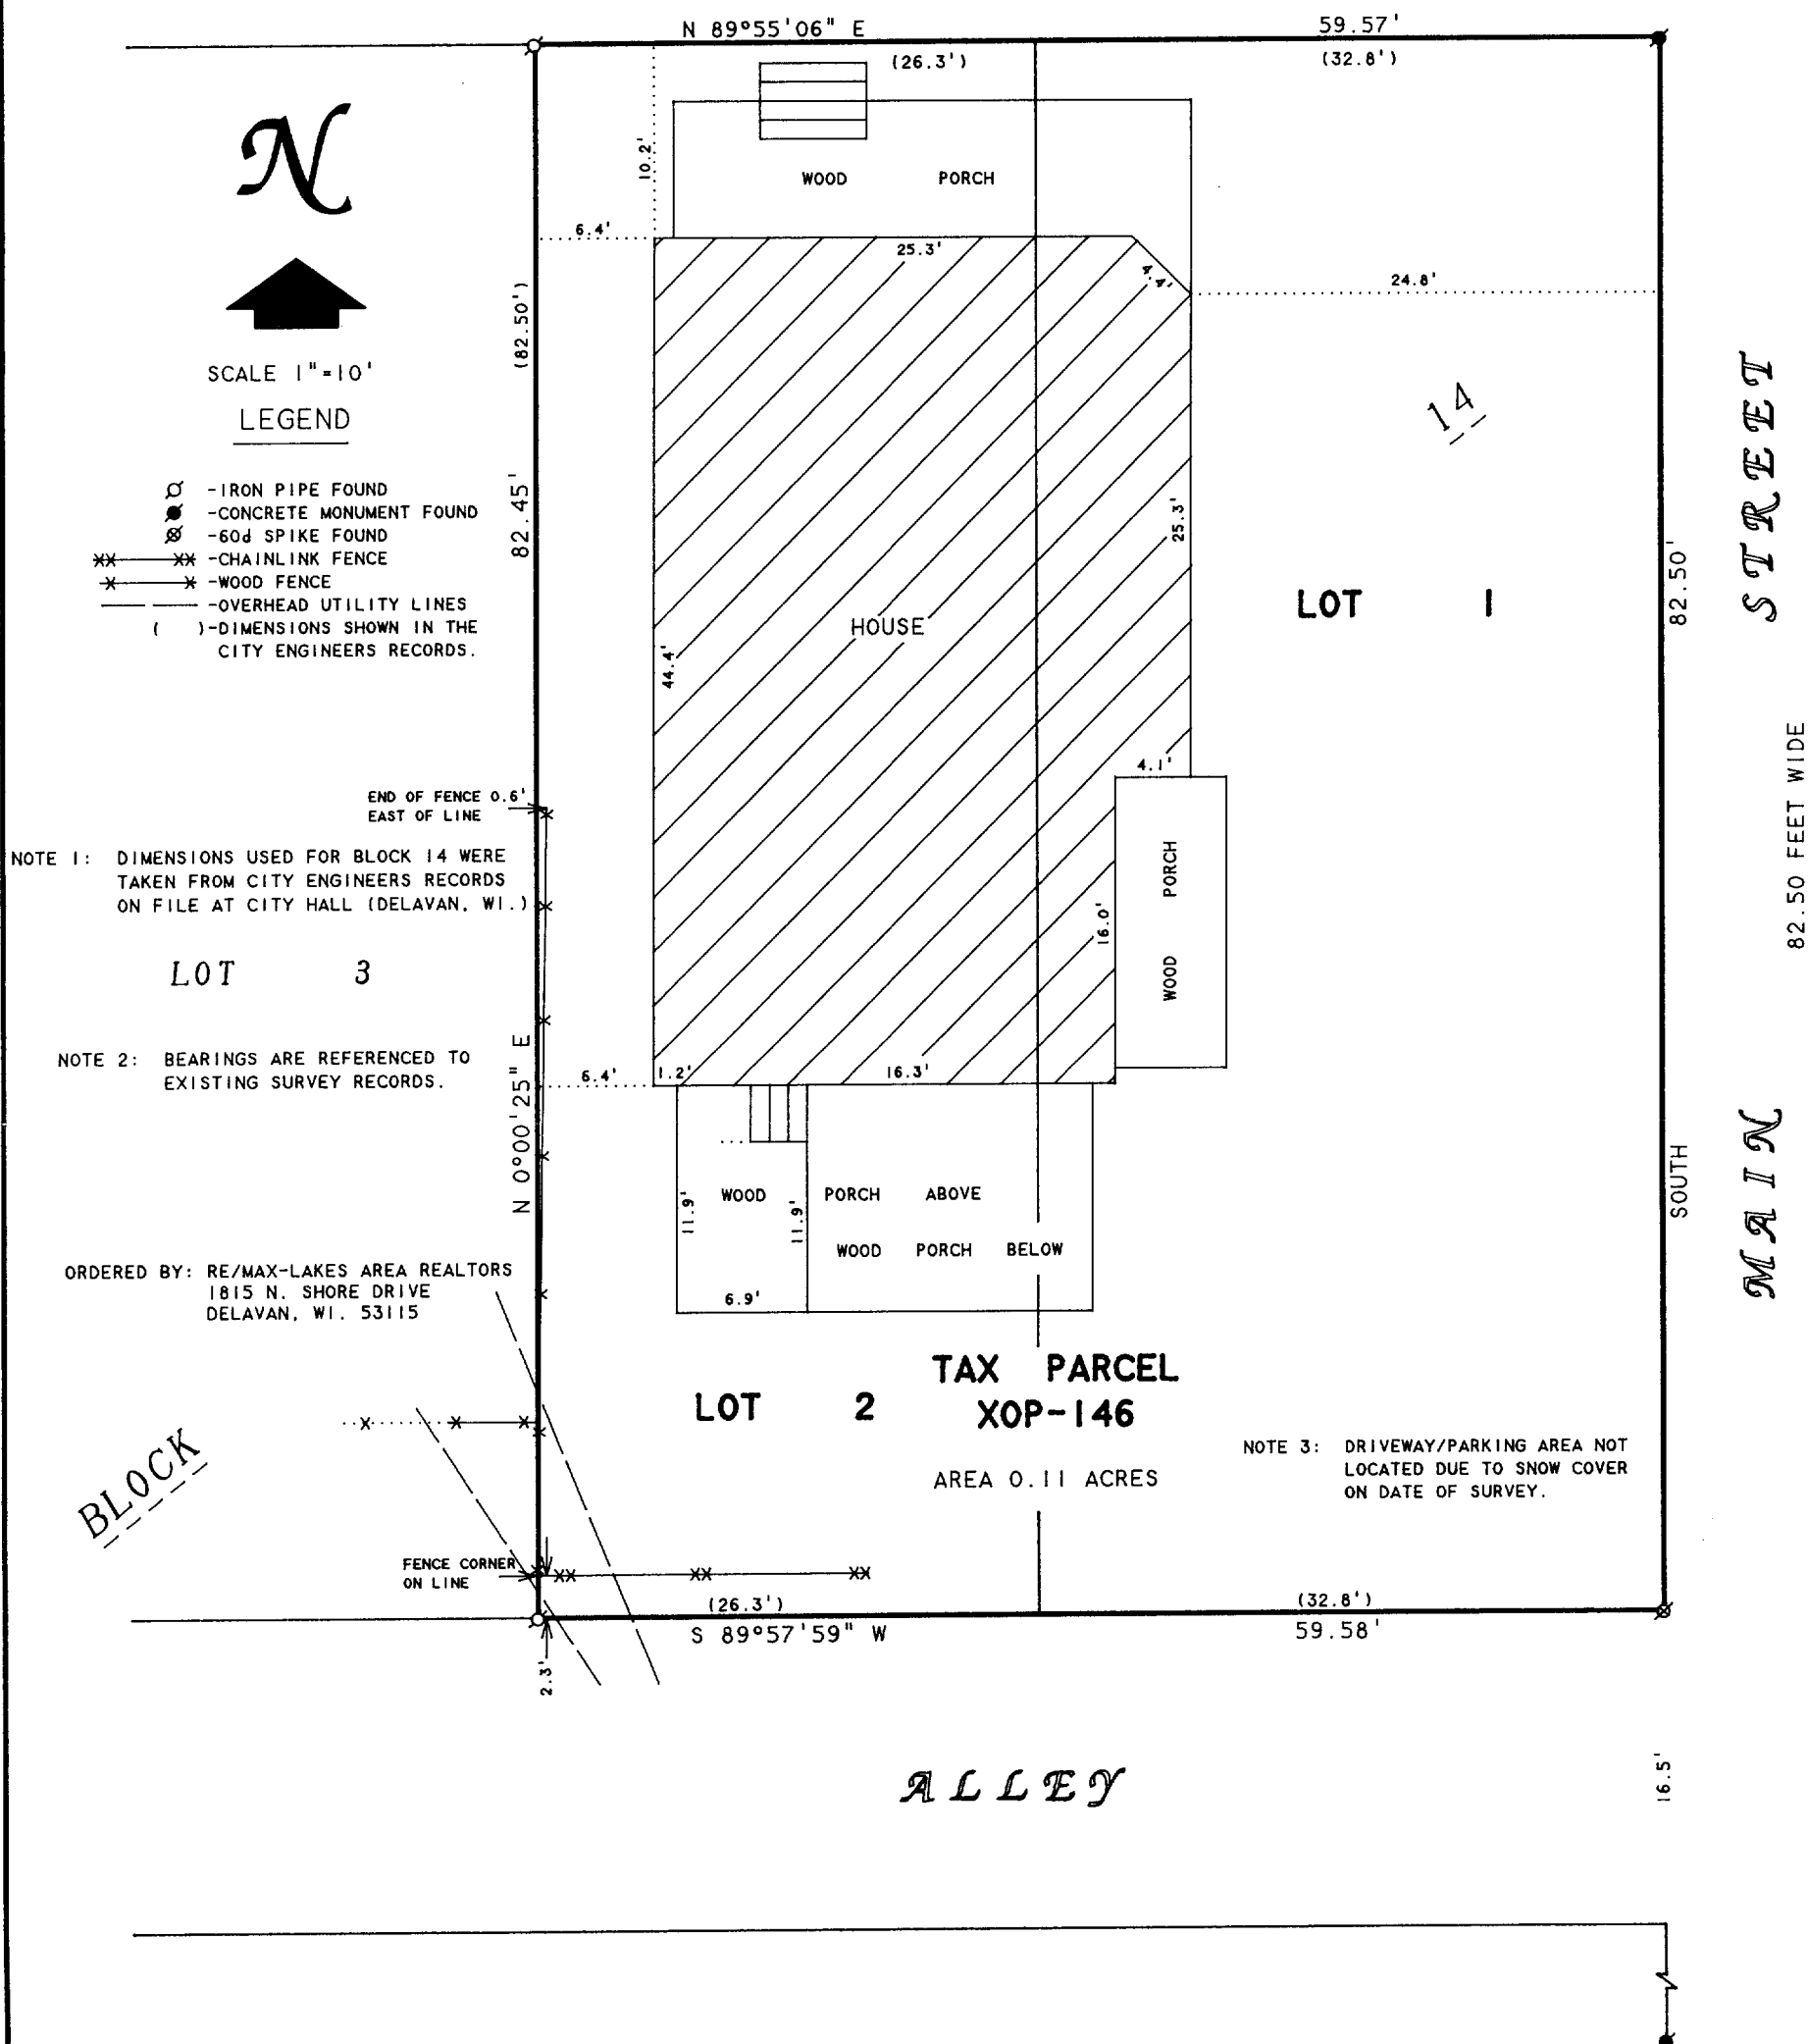 N 89°55'06" E
59.57'
(26.3')
(32.8')
N
10.2'
WOOD PORCH
6.4'
25.3'
4.4'
24.8'
(82.50')
SCALE 1"=10'
LEGEND
-IRON PIPE FOUND
-CONCRETE MONUMENT FOUND
-60d SPIKE FOUND
-CHAINLINK FENCE
-WOOD FENCE
-OVERHEAD UTILITY LINES
( )-DIMENSIONS SHOWN IN THE
CITY ENGINEERS RECORDS.
82.45'
14
25.3'
LOT 1
82.50'
MAIN STREET
82.50 FEET WIDE
HOUSE
44.4'
4.1'
END OF FENCE 0.6'
EAST OF LINE
NOTE 1: DIMENSIONS USED FOR BLOCK 14 WERE
TAKEN FROM CITY ENGINEERS RECORDS
ON FILE AT CITY HALL (DELAVAN, WI.)
WOOD PORCH
16.0'
LOT 3
NOTE 2: BEARINGS ARE REFERENCED TO
EXISTING SURVEY RECORDS.
N 0°00'25" E
6.4'
1.2'
16.3'
SOUTH
11.9'
WOOD PORCH ABOVE
11.9'
WOOD PORCH BELOW
6.9'
ORDERED BY: RE/MAX-LAKES AREA REALTORS
1815 N. SHORE DRIVE
DELAVAN, WI. 53115
TAX PARCEL
XOP-146
LOT 2
AREA 0.11 ACRES
NOTE 3: DRIVEWAY/PARKING AREA NOT
LOCATED DUE TO SNOW COVER
ON DATE OF SURVEY.
BLOCK
FENCE CORNER
ON LINE
(26.3')
(32.8')
S 89°57'59" W
59.58'
2.3'
ALLEY
16.5'